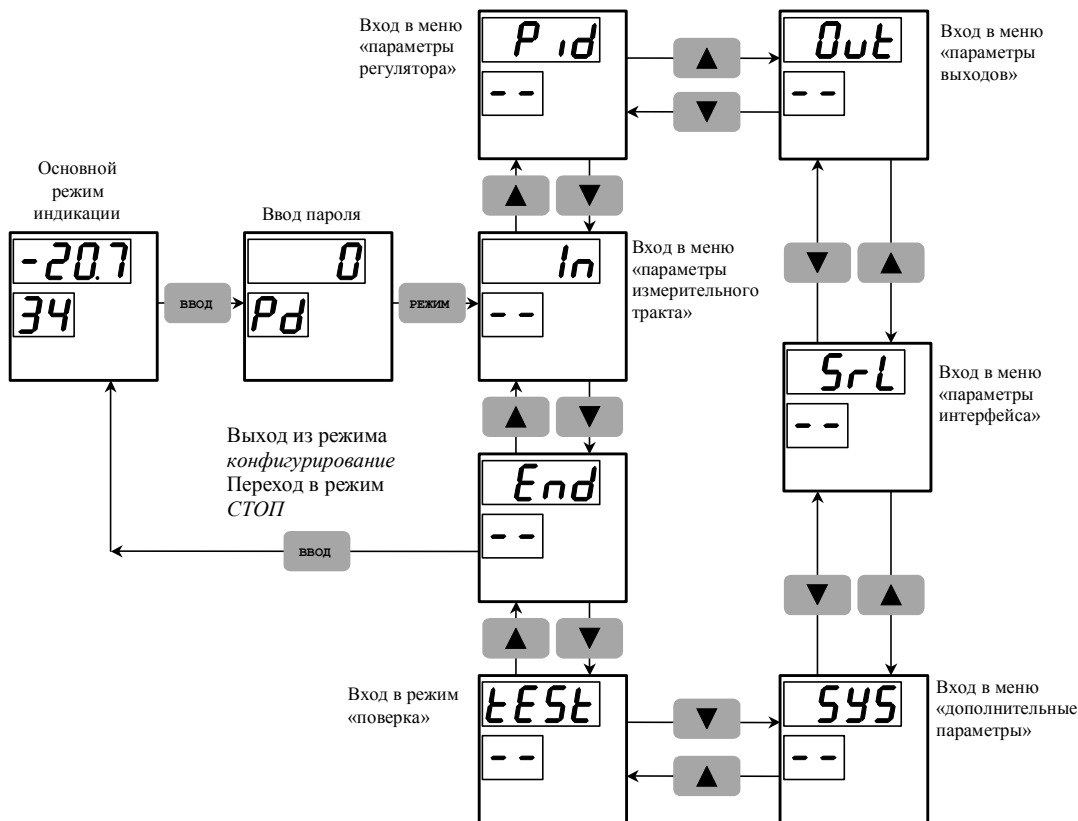 Вход в меню
«параметры
регулятора»
Pid
--
▲
▼
Out
--
Вход в меню
«параметры
выходов»
▲
▼
▼
▲
Основной
режим
индикации
-20.7
34
ВВОД
Ввод пароля
0
Pd
РЕЖИМ
In
--
Вход в меню
«параметры
измерительного
тракта»
SrL
--
Вход в меню
«параметры
интерфейса»
▲
▼
Выход из режима
конфигурирование
Переход в режим
СТОП
ВВОД
End
--
▲
▼
▼
▲
Вход в режим
«поверка»
tESt
--
▼
▲
SYS
--
Вход в меню
«дополнительные
параметры»